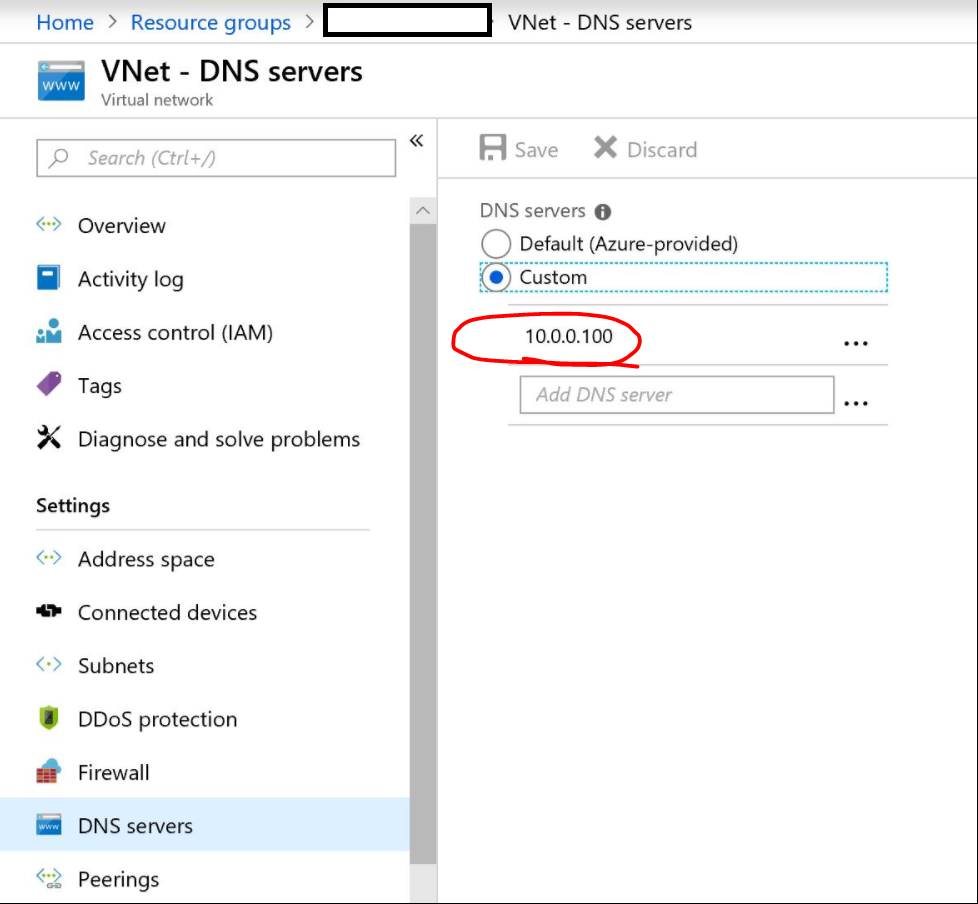 Home > Resource groups > VNet - DNS servers
VNet - DNS servers
Virtual network
Search (Ctrl+/)
Overview
Activity log
Access control (IAM)
Tags
Diagnose and solve problems
Settings
Address space
Connected devices
Subnets
DDoS protection
Firewall
DNS servers
Peerings
Save Discard
DNS servers
Default (Azure-provided)
Custom
10.0.0.100
Add DNS server